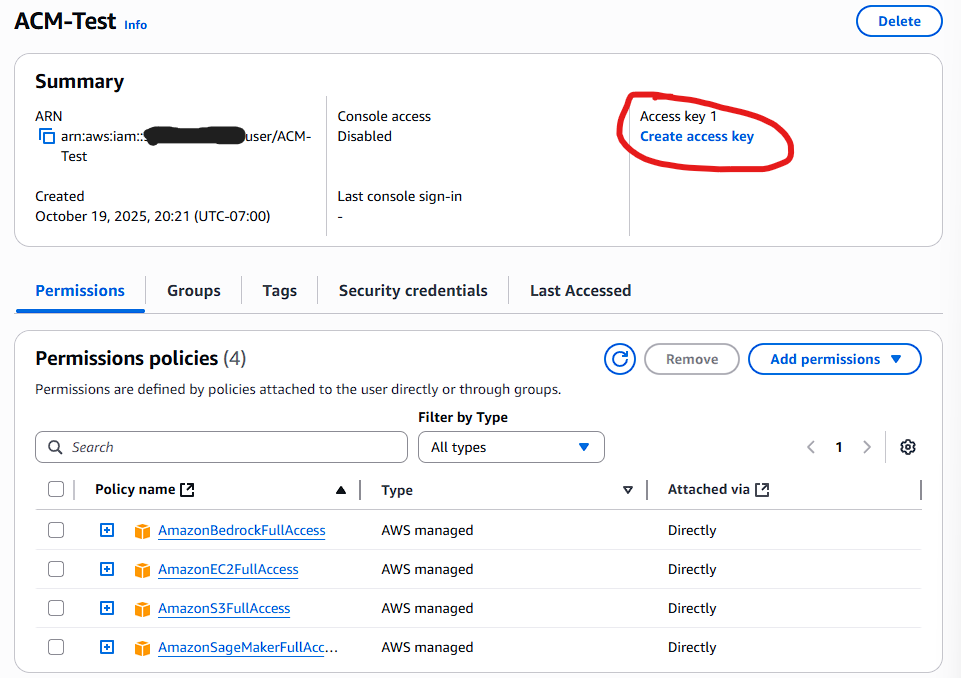 ACM-Test Info
Delete
Summary
ARN
arn:aws:iam:: user/ACM-
Test
Created
October 19, 2025, 20:21 (UTC-07:00)
Console access
Disabled
Last console sign-in
-
Access key 1
Create access key
Permissions Groups Tags Security credentials Last Accessed
Permissions policies (4)
Remove
Add permissions
Permissions are defined by policies attached to the user directly or through groups.
Filter by Type
Search
All types
1
Policy name Type Attached via
AmazonBedrockFullAccess AWS managed Directly
AmazonEC2FullAccess AWS managed Directly
AmazonS3FullAccess AWS managed Directly
AmazonSageMakerFullAcc... AWS managed Directly